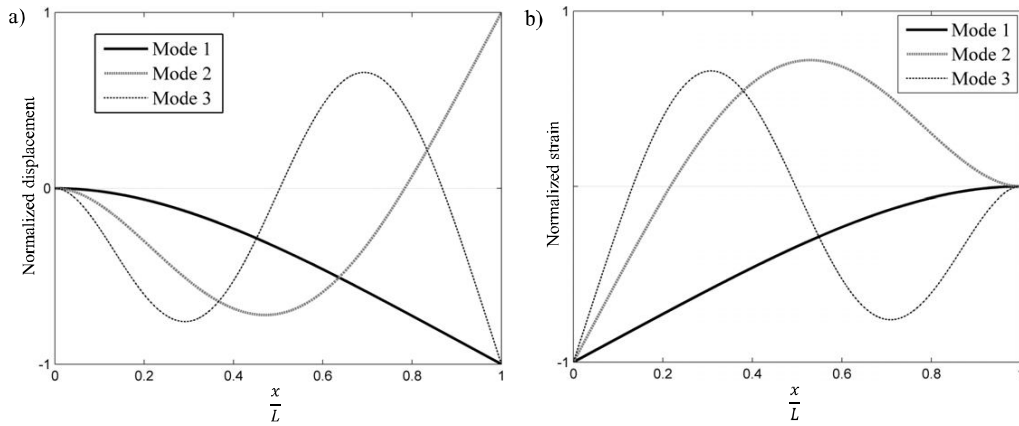 a)
Normalized displacement
1
0
-1
Mode 1
Mode 2
Mode 3
0
0.2
0.4
0.6
0.8
1
x
L
b)
Normalized strain
1
-1
Mode 1
Mode 2
Mode 3
0
0.2
0.4
0.6
0.8
1
x
L